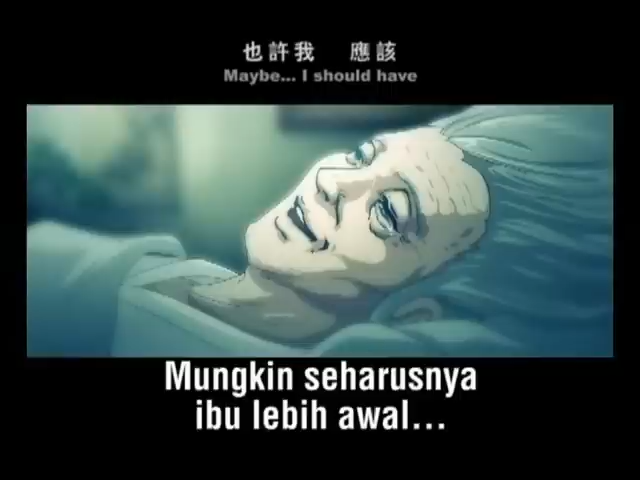 也許我 應該
Maybe... I should have
Mungkin seharusnya
ibu lebih awal...